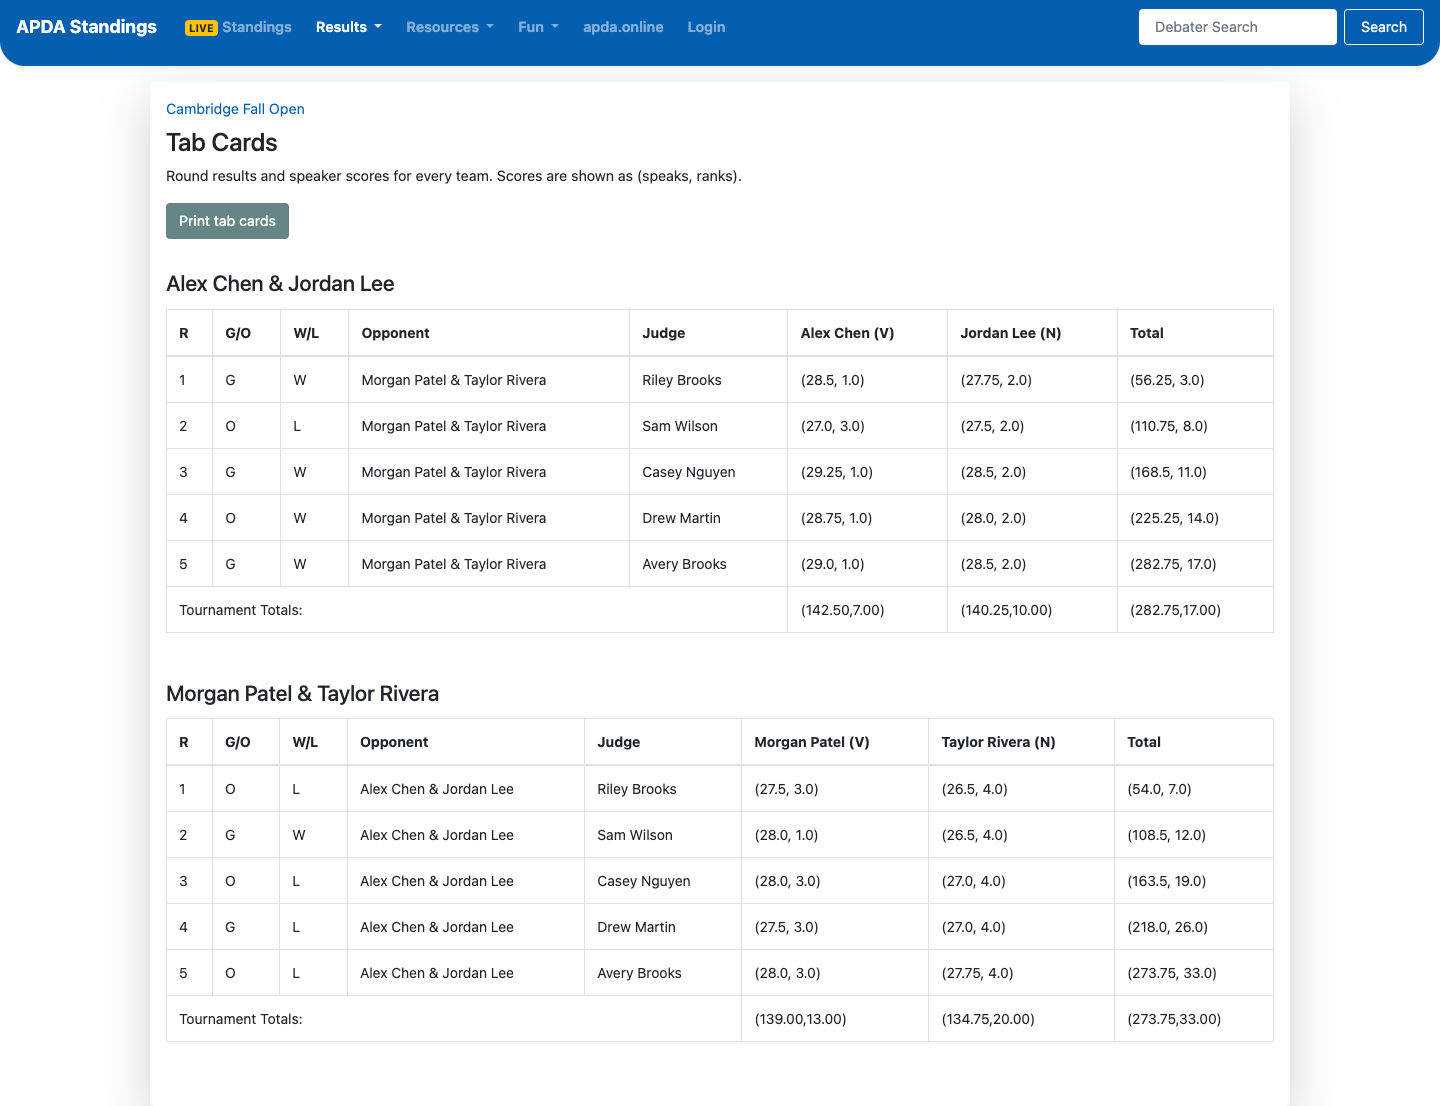 APDA Standings LIVE Standings Results Resources Fun apda.online Login Debater Search Search
Cambridge Fall Open
Tab Cards
Round results and speaker scores for every team. Scores are shown as (speaks, ranks).
Print tab cards
Alex Chen & Jordan Lee
R G/O W/L Opponent Judge Alex Chen (V) Jordan Lee (N) Total
1 G W Morgan Patel & Taylor Rivera Riley Brooks (28.5, 1.0) (27.75, 2.0) (56.25, 3.0)
2 O L Morgan Patel & Taylor Rivera Sam Wilson (27.0, 3.0) (27.5, 2.0) (110.75, 8.0)
3 G W Morgan Patel & Taylor Rivera Casey Nguyen (29.25, 1.0) (28.5, 2.0) (168.5, 11.0)
4 O W Morgan Patel & Taylor Rivera Drew Martin (28.75, 1.0) (28.0, 2.0) (225.25, 14.0)
5 G W Morgan Patel & Taylor Rivera Avery Brooks (29.0, 1.0) (28.5, 2.0) (282.75, 17.0)
Tournament Totals: (142.50,7.00) (140.25,10.00) (282.75,17.00)
Morgan Patel & Taylor Rivera
R G/O W/L Opponent Judge Morgan Patel (V) Taylor Rivera (N) Total
1 O L Alex Chen & Jordan Lee Riley Brooks (27.5, 3.0) (26.5, 4.0) (54.0, 7.0)
2 G W Alex Chen & Jordan Lee Sam Wilson (28.0, 1.0) (26.5, 4.0) (108.5, 12.0)
3 O L Alex Chen & Jordan Lee Casey Nguyen (28.0, 3.0) (27.0, 4.0) (163.5, 19.0)
4 G L Alex Chen & Jordan Lee Drew Martin (27.5, 3.0) (27.0, 4.0) (218.0, 26.0)
5 O L Alex Chen & Jordan Lee Avery Brooks (28.0, 3.0) (27.75, 4.0) (273.75, 33.0)
Tournament Totals: (139.00,13.00) (134.75,20.00) (273.75,33.00)